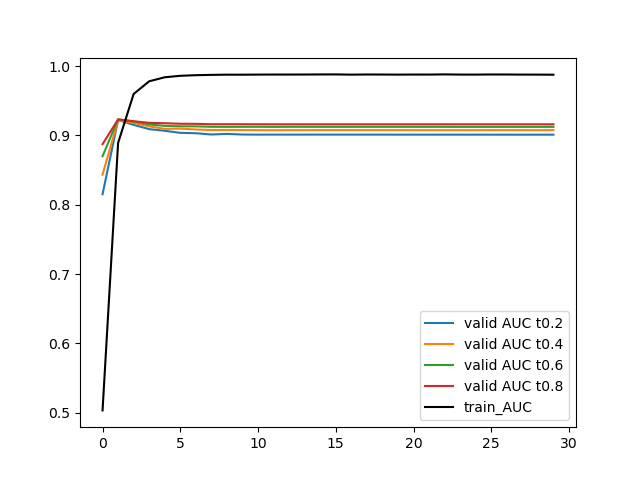 1.0
0.9
0.8
0.7
0.6
0.5
0 5 10 15 20 25 30
valid AUC t0.2
valid AUC t0.4
valid AUC t0.6
valid AUC t0.8
train_AUC